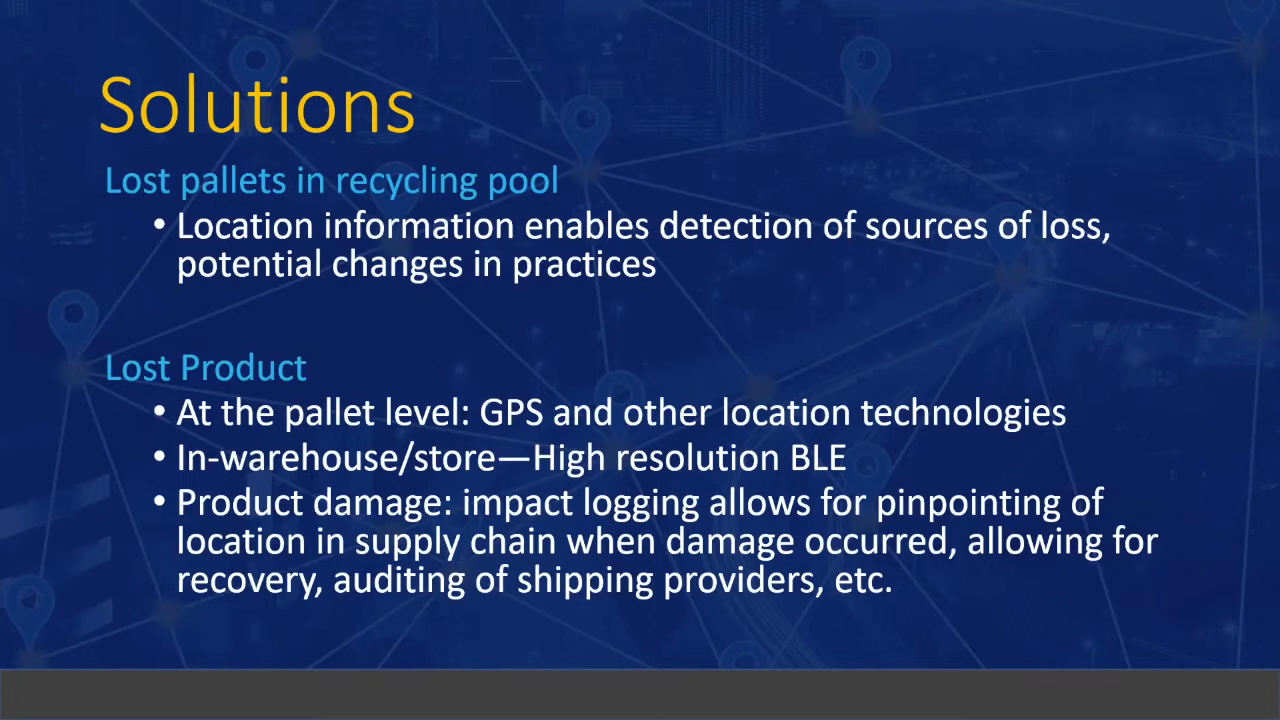 Solutions
Lost pallets in recycling pool
• Location information enables detection of sources of loss,
potential changes in practices
Lost Product
• At the pallet level: GPS and other location technologies
• In-warehouse/store—High resolution BLE
• Product damage: impact logging allows for pinpointing of
location in supply chain when damage occurred, allowing for
recovery, auditing of shipping providers, etc.